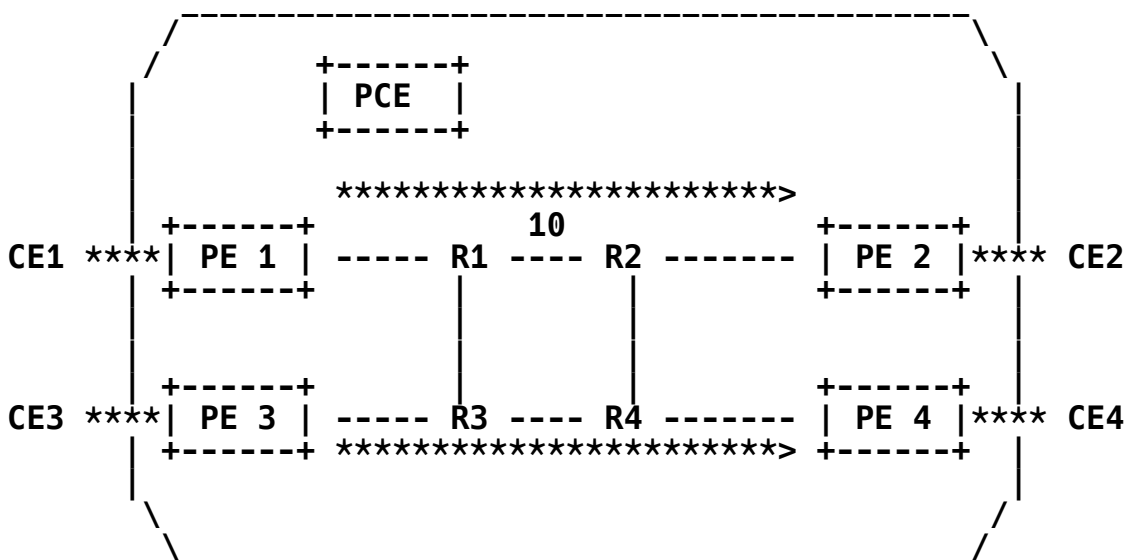 PCE
10
CE1 **** PE 1 ----- R1 ---- R2 ------- PE 2 **** CE2
CE3 **** PE 3 ----- R3 ---- R4 ------- PE 4 **** CE4